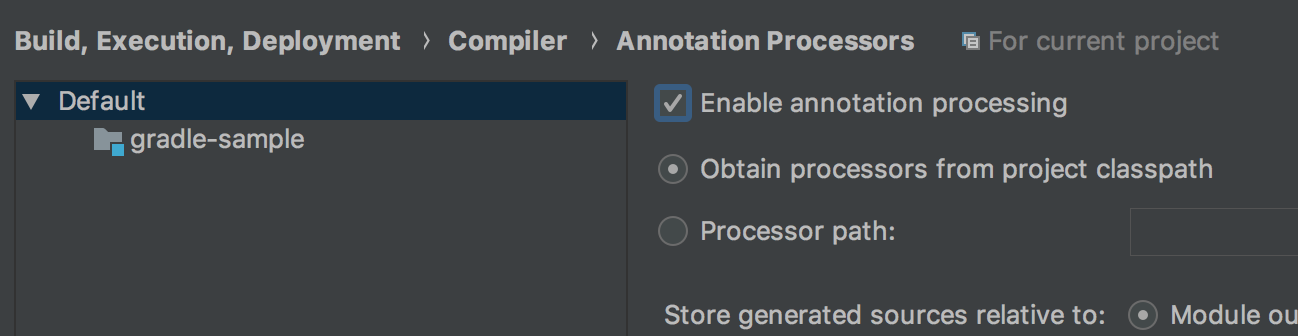 Build, Execution, Deployment › Compiler › Annotation Processors For current project
Default
gradle-sample
Enable annotation processing
Obtain processors from project classpath
Processor path:
Store generated sources relative to: Module